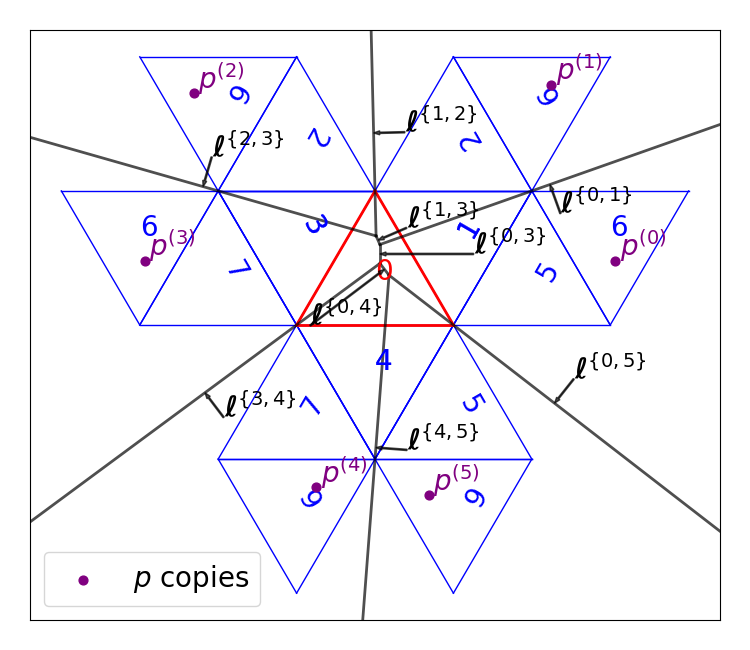 p^{(2)}
p^{(1)}
6
6
ℓ^{\{1, 2\}}
2
2
ℓ^{\{2, 3\}}
ℓ^{\{0, 1\}}
ℓ^{\{1, 3\}}
6
3
1
6
p^{(3)}
ℓ^{\{0, 3\}}
p^{(0)}
7
0
5
ℓ^{\{0, 4\}}
4
ℓ^{\{0, 5\}}
ℓ^{\{3, 4\}}
7
5
ℓ^{\{4, 5\}}
p^{(4)}
p^{(5)}
6
6
p copies